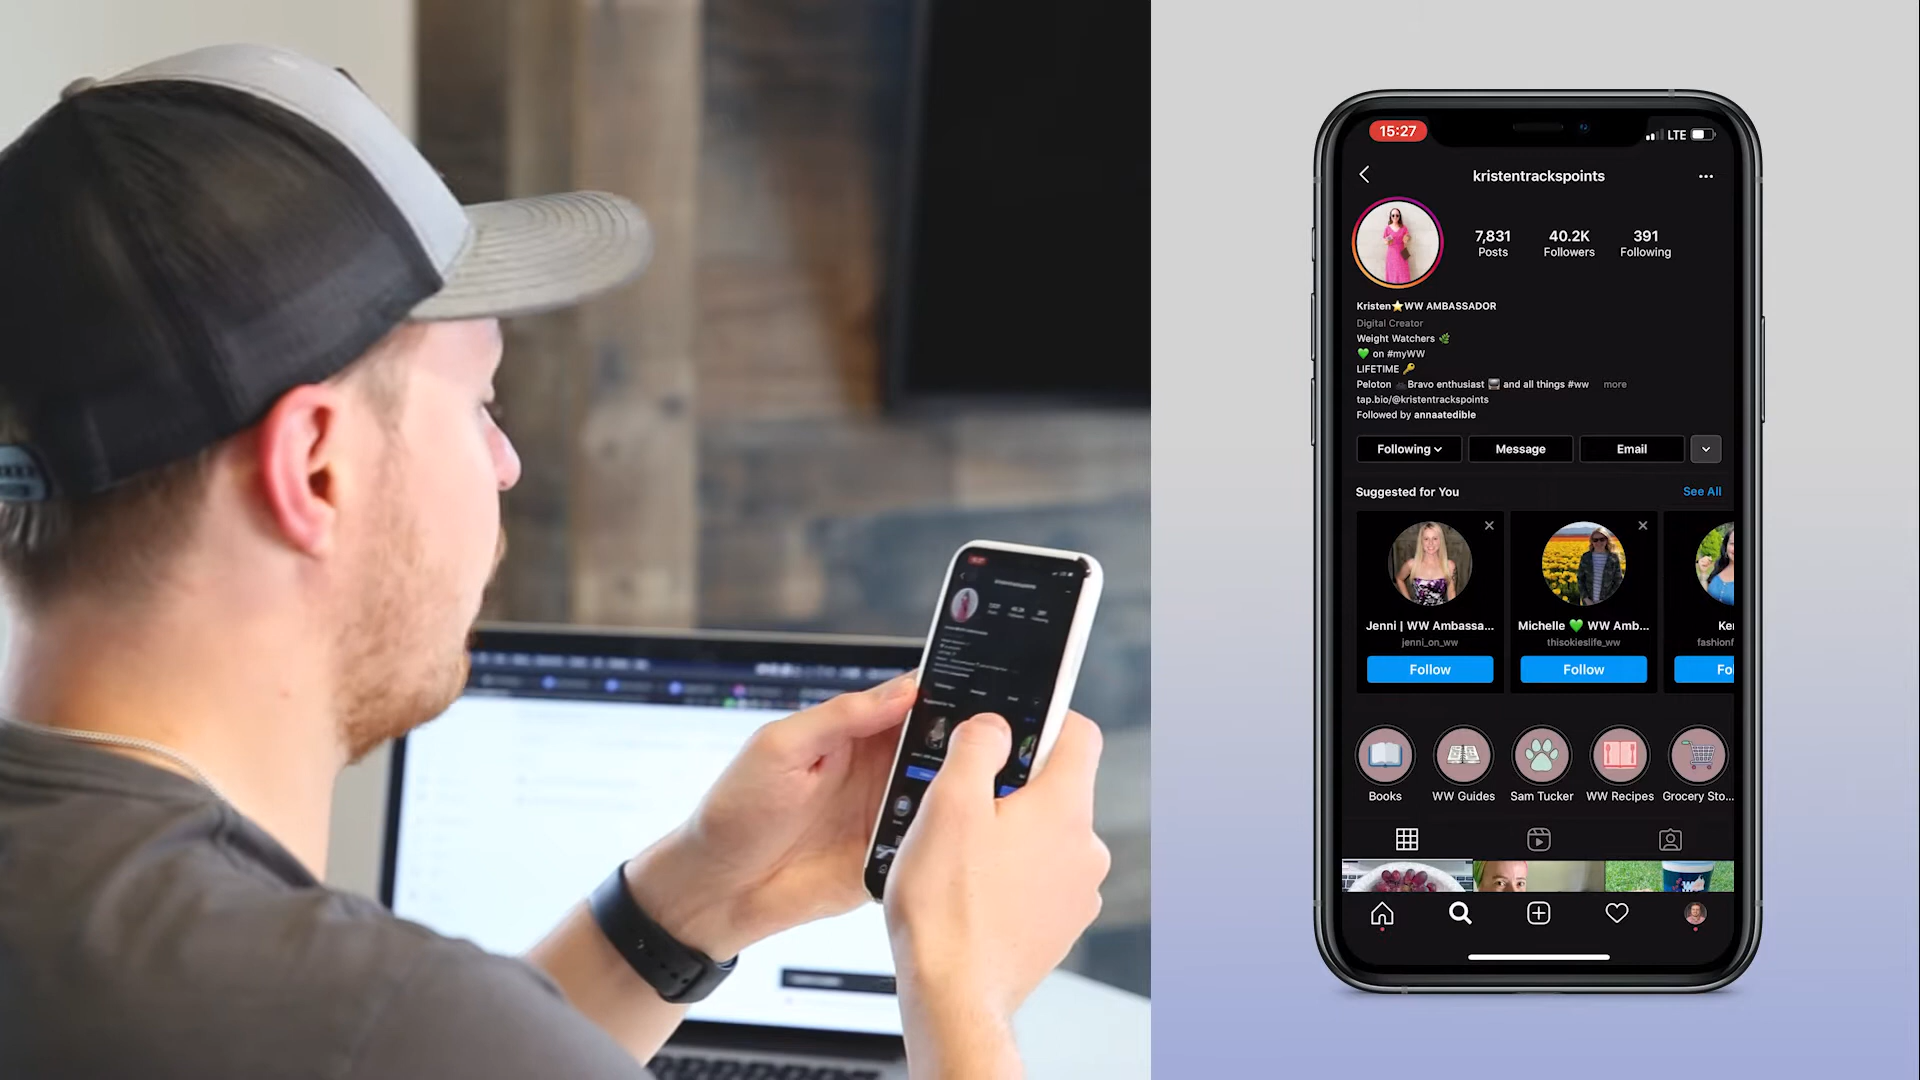 15:27
LTE
kristentrackspoints
7,831
Posts
40.2K
Followers
391
Following
Kristen⭐WW AMBASSADOR
Digital Creator
Weight Watchers 🌿
💚 on #myWW
LIFETIME 🔑
Peloton Bravo enthusiast and all things #ww more
tap.bio/@kristentrackspoints
Followed by annaatedible
Following
Message
Email
Suggested for You
See All
Jenni | WW Ambassa...
jenni_on_ww
Follow
Michelle 💚 WW Amb...
thisokieslife_ww
Follow
Ke
fashionf
Fo
Books
WW Guides
Sam Tucker
WW Recipes
Grocery Sto...